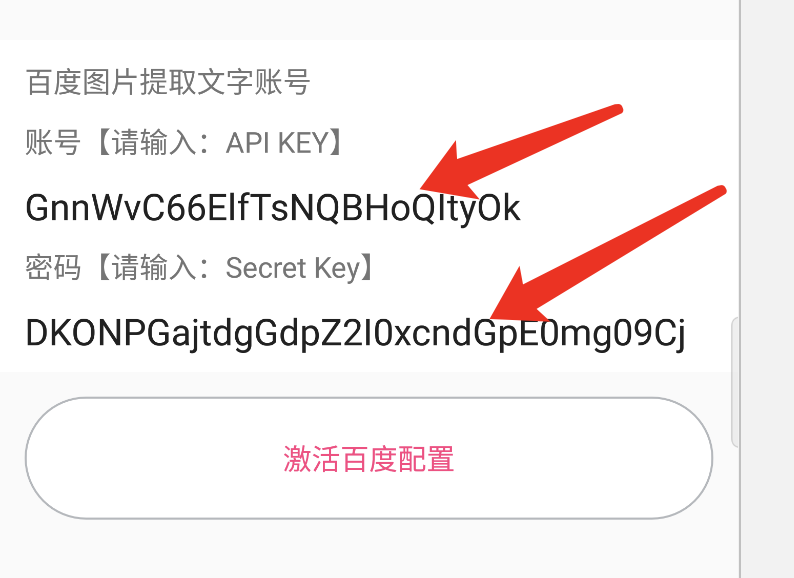 百度图片提取文字账号
账号【请输入：API KEY】
GnnWvC66ElfTsNQBHoQItyOk
密码【请输入：Secret Key】
DKONPGajtdgGdpZ2I0xcndGpE0mg09Cj
激活百度配置